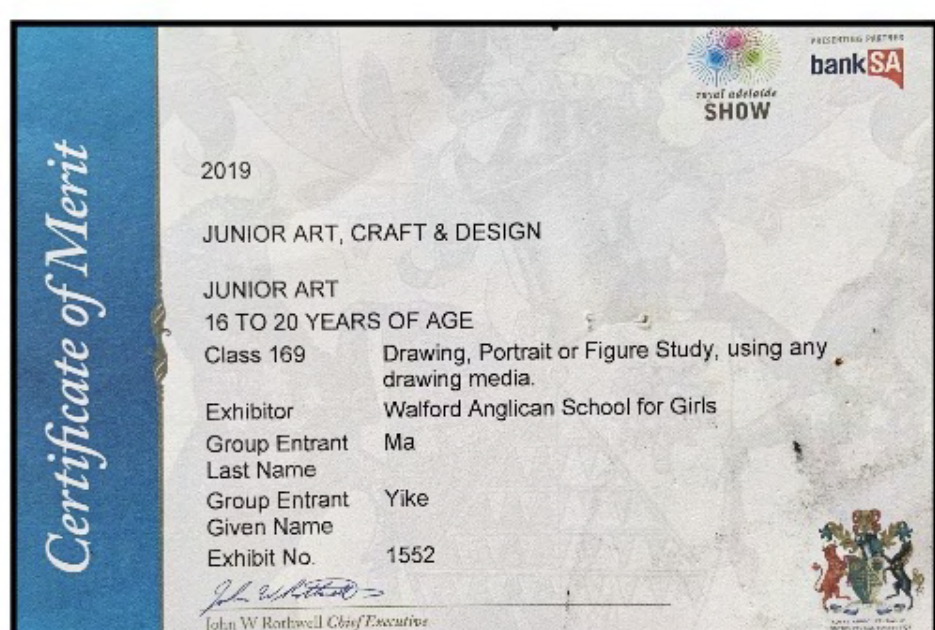 Certificate of Merit
royal adelaide
SHOW
PRESENTING PARTNER
bankSA
2019
JUNIOR ART, CRAFT & DESIGN
JUNIOR ART
16 TO 20 YEARS OF AGE
Class 169 Drawing, Portrait or Figure Study, using any
drawing media.
Exhibitor Walford Anglican School for Girls
Group Entrant Ma
Last Name
Group Entrant Yike
Given Name
Exhibit No. 1552
John W Rothwell Chief Executive